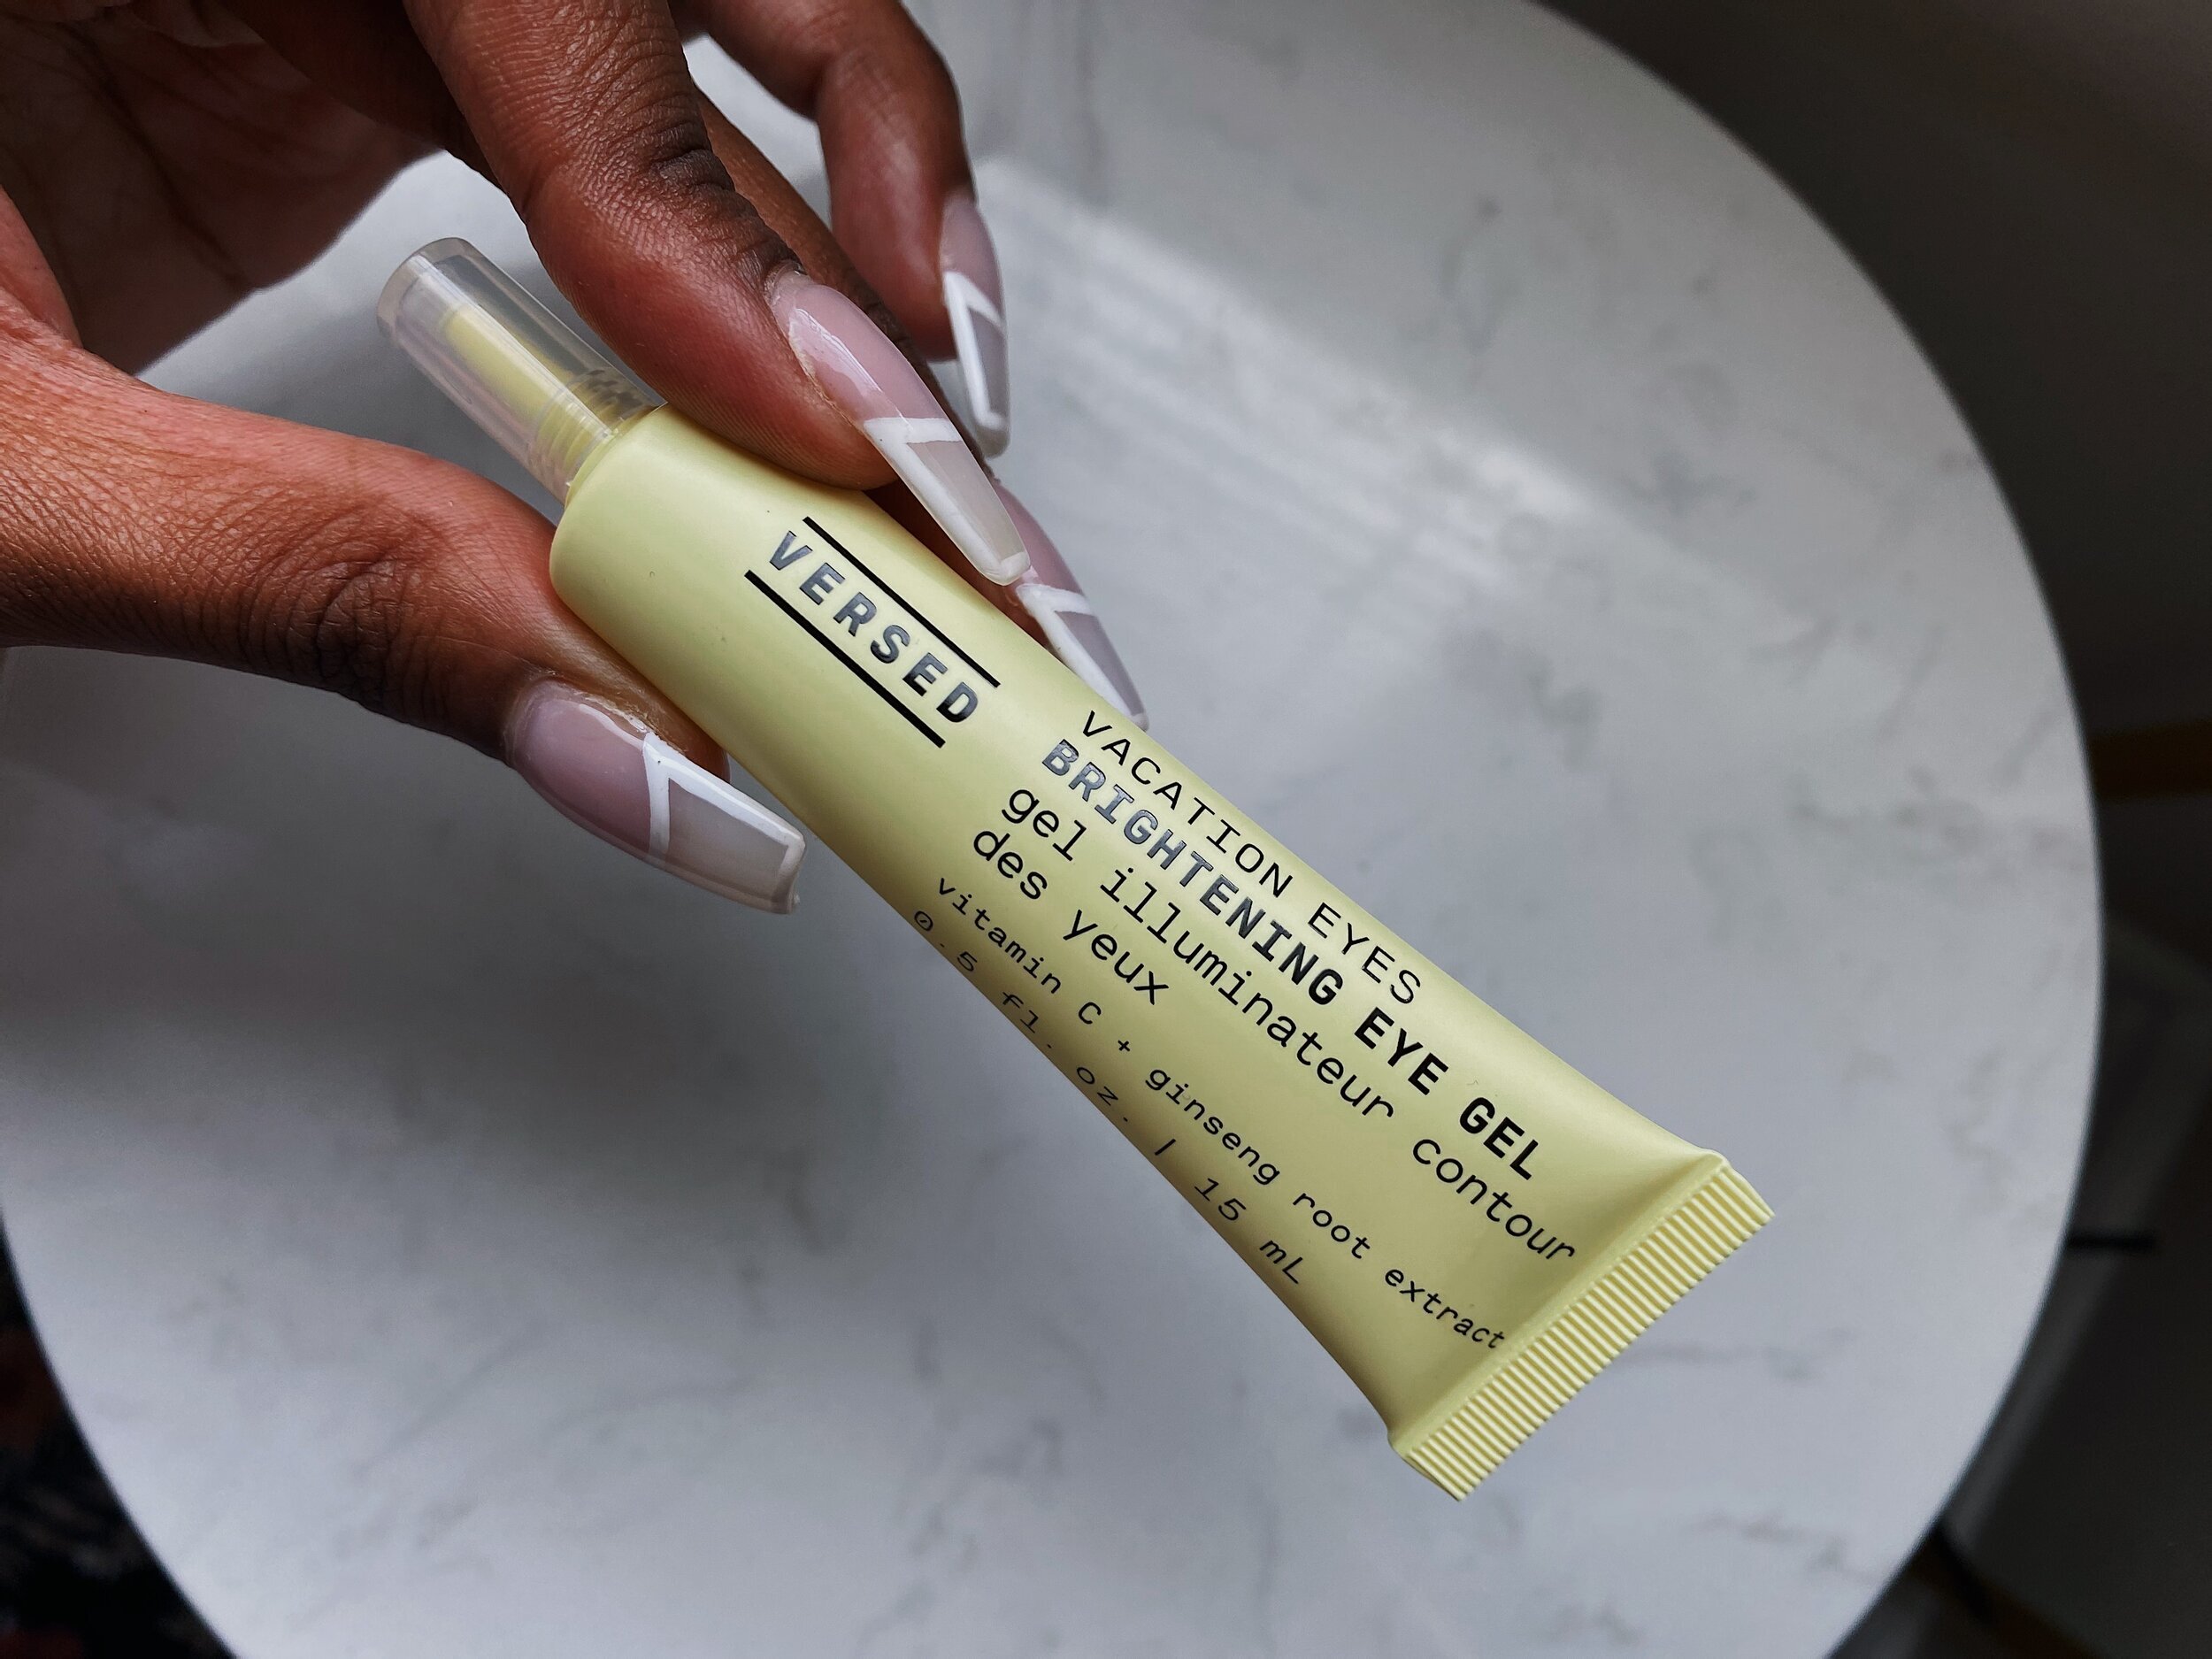 VERSED
VACATION EYES
BRIGHTENING EYE GEL
gel illuminateur contour
des yeux
vitamin C + ginseng root extract
0.5 fl. oz. | 15 mL